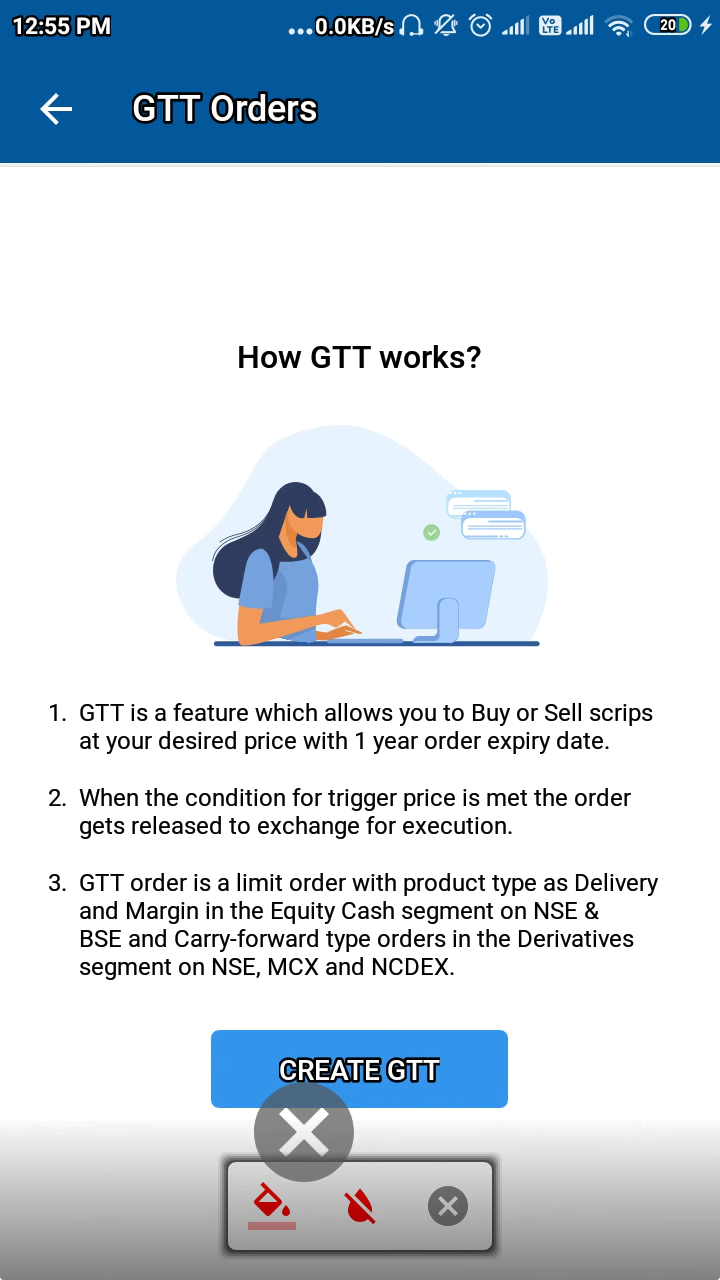 12:55 PM ...0.0KB/s Vo LTE 20
GTT Orders
How GTT works?
1. GTT is a feature which allows you to Buy or Sell scrips
at your desired price with 1 year order expiry date.
2. When the condition for trigger price is met the order
gets released to exchange for execution.
3. GTT order is a limit order with product type as Delivery
and Margin in the Equity Cash segment on NSE &
BSE and Carry-forward type orders in the Derivatives
segment on NSE, MCX and NCDEX.
CREATE GTT